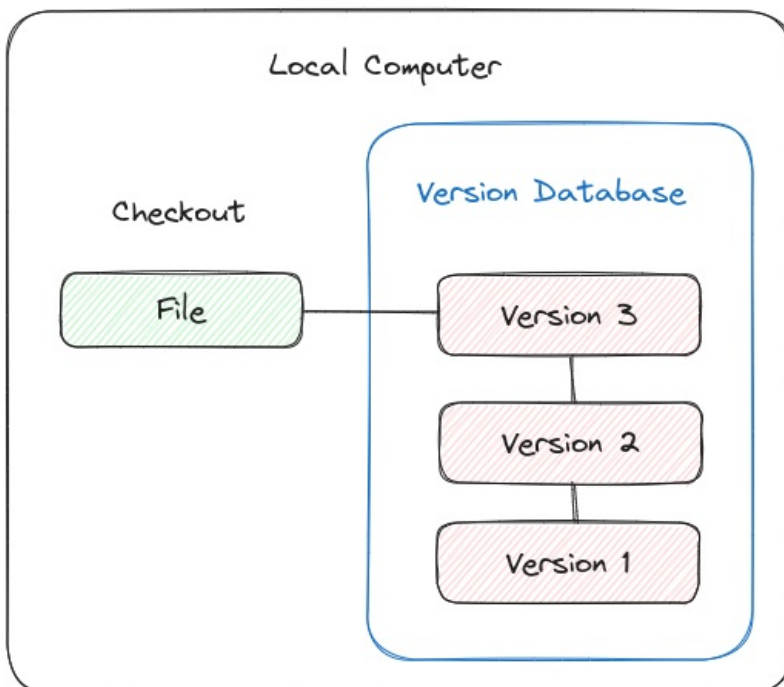 Local Computer
Version Database
Checkout
File
Version 3
Version 2
Version 1